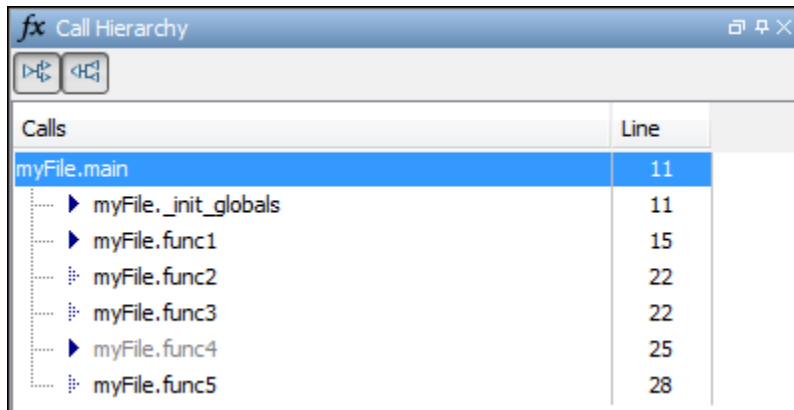 fx Call Hierarchy
Calls Line
myFile.main 11
myFile._init_globals 11
myFile.func1 15
myFile.func2 22
myFile.func3 22
myFile.func4 25
myFile.func5 28